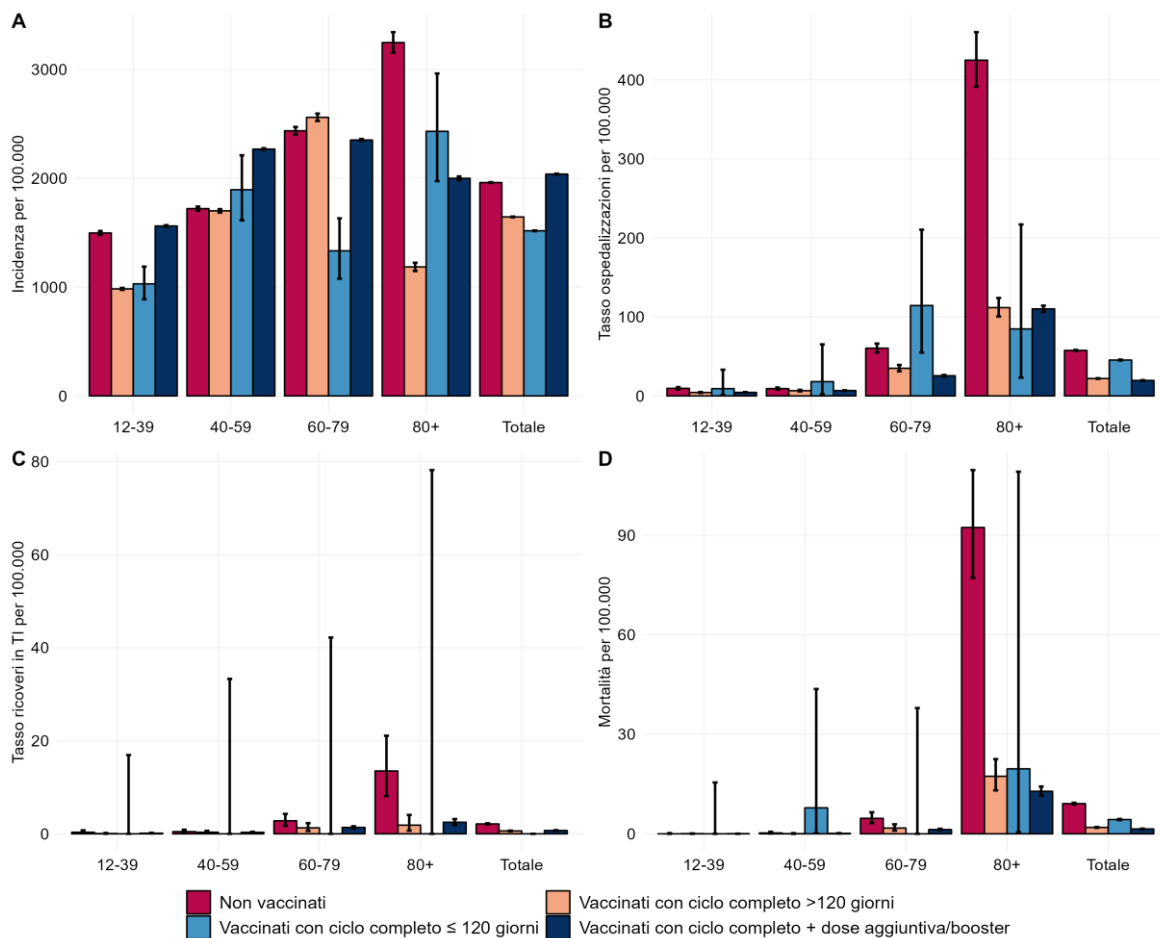 A
Incidenza per 100.000
3000
2000
1000
0
12-39 40-59 60-79 80+ Totale
B
Tasso ospedalizzazioni per 100.000
400
300
200
100
0
12-39 40-59 60-79 80+ Totale
C
Tasso ricoveri in TI per 100.000
80
60
40
20
0
12-39 40-59 60-79 80+ Totale
D
Mortalità per 100.000
90
60
30
0
12-39 40-59 60-79 80+ Totale
Non vaccinati
Vaccinati con ciclo completo >120 giorni
Vaccinati con ciclo completo ≤ 120 giorni
Vaccinati con ciclo completo + dose aggiuntiva/booster